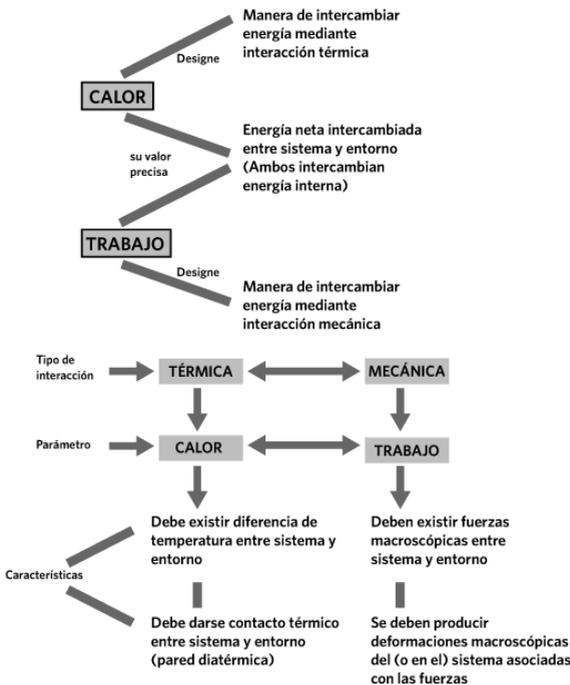 Manera de intercambiar
energía mediante
interacción térmica
Designe
CALOR
Energía neta intercambiada
entre sistema y entorno
(Ambos intercambian
energía interna)
su valor
precisa
TRABAJO
Designe
Manera de intercambiar
energía mediante
interacción mecánica
Tipo de
interacción
TÉRMICA
MECÁNICA
Parámetro
CALOR
TRABAJO
Debe existir diferencia de
temperatura entre sistema y
entorno
Deben existir fuerzas
macroscópicas entre
sistema y entorno
Características
Debe darse contacto térmico
entre sistema y entorno
(pared diatérmica)
Se deben producir
deformaciones macroscópicas
del (o en el) sistema asociadas
con las fuerzas